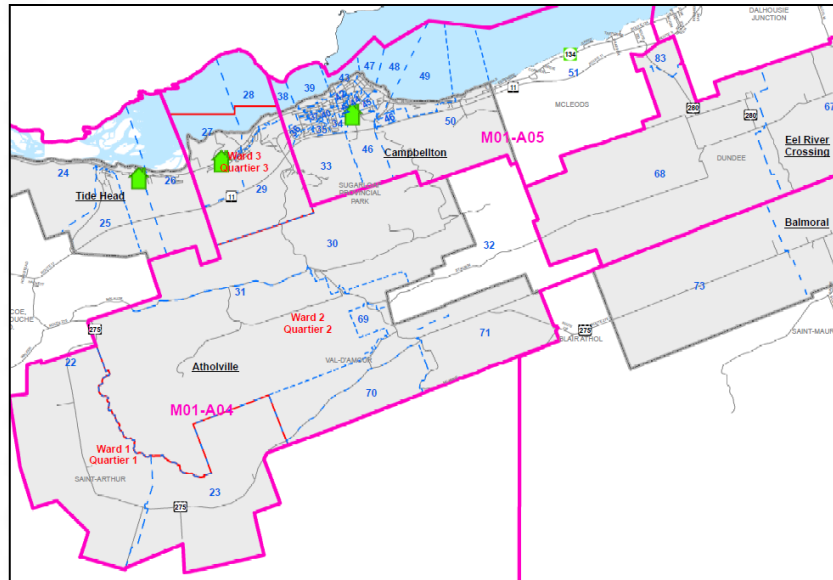 DALHOUSIE
JUNCTION
134
83
47
48
28
43
38
39
49
51
11
280
67
MCLEODS
280
27
50
M01-A05
Eel River
Crossing
35
34
46
Ward 3
Quartier 3
Campbellton
DUNDEE
24
26
33
46
68
Tide Head
11
29
SUGARLOAF
PROVINCIAL
PARK
25
Balmoral
30
32
31
73
COE,
OUCHE
Ward 2
Quartier 2
69
275
71
275
SAINT-MAUR
BLAIR ATHOL
22
VAL-D'AMOUR
Atholville
70
M01-A04
Ward 1
Quartier 1
SAINT-ARTHUR
23
275